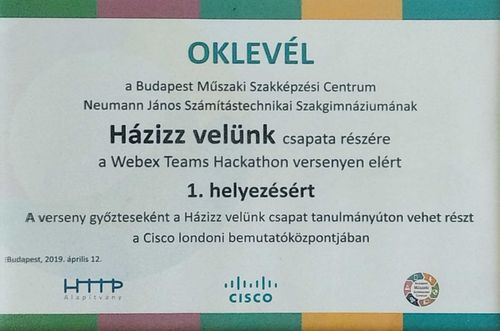 OKLEVÉL
a Budapest Műszaki Szakképzési Centrum
Neumann János Számítástechnikai Szakgimnáziumának
Házizz velünk csapata részére
a Webex Teams Hackathon versenyen elért
1. helyezésért
A verseny győzteseként a Házizz velünk csapat tanulmányúton vehet részt
a Cisco londoni bemutatóközpontjában
Budapest, 2019. április 12.
HTTP
Alapítvány
CISCO